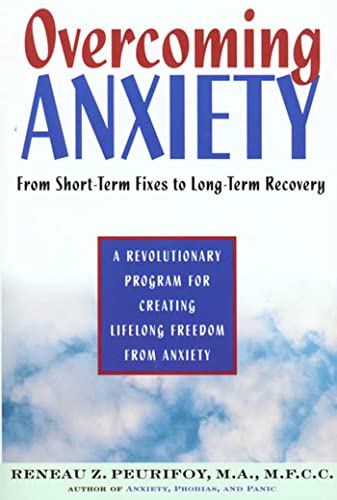 Overcoming
ANXIETY
From Short-Term Fixes to Long-Term Recovery
A REVOLUTIONARY
PROGRAM FOR
CREATING
LIFELONG FREEDOM
FROM ANXIETY
RENEAU Z. PEURIFOY, M.A., M.F.C.C.
AUTHOR OF ANXIETY, PHOBIAS, AND PANIC